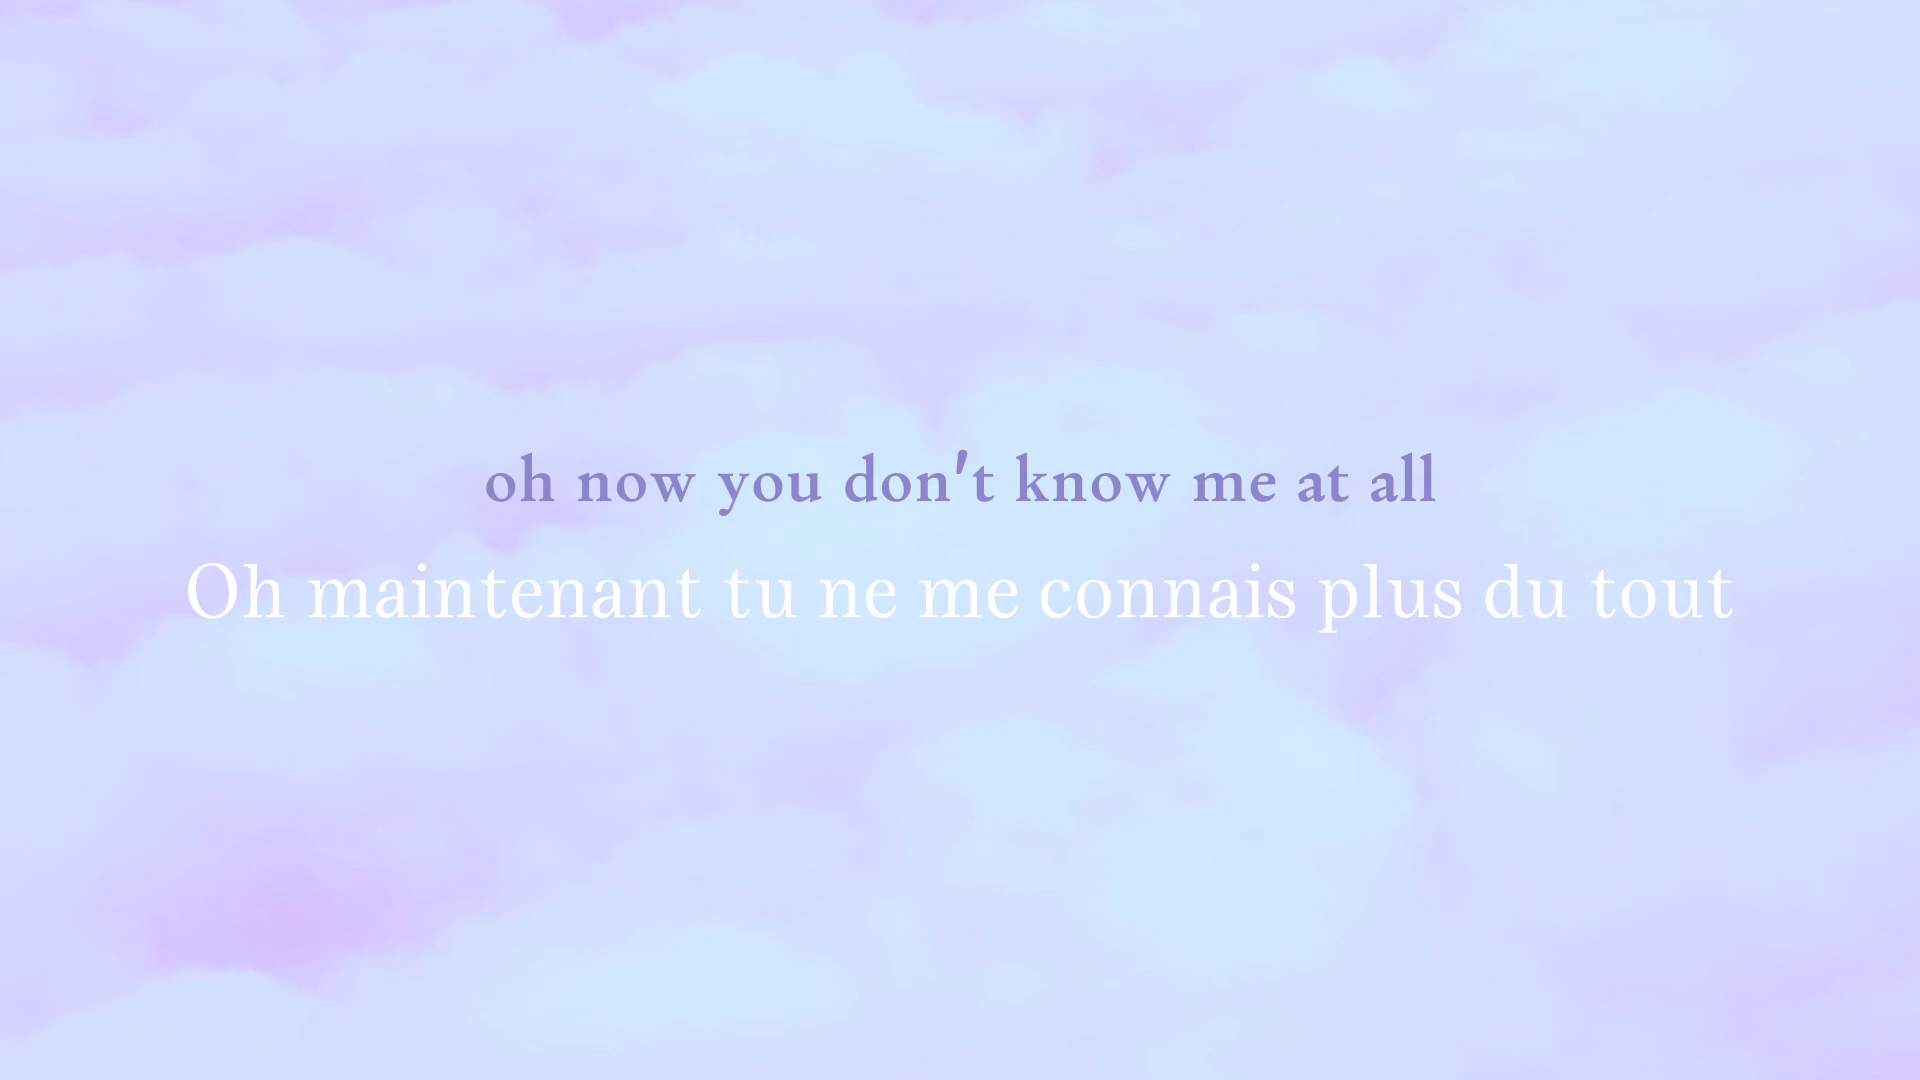 oh now you don't know me at all
Oh maintenant tu ne me connais plus du tout